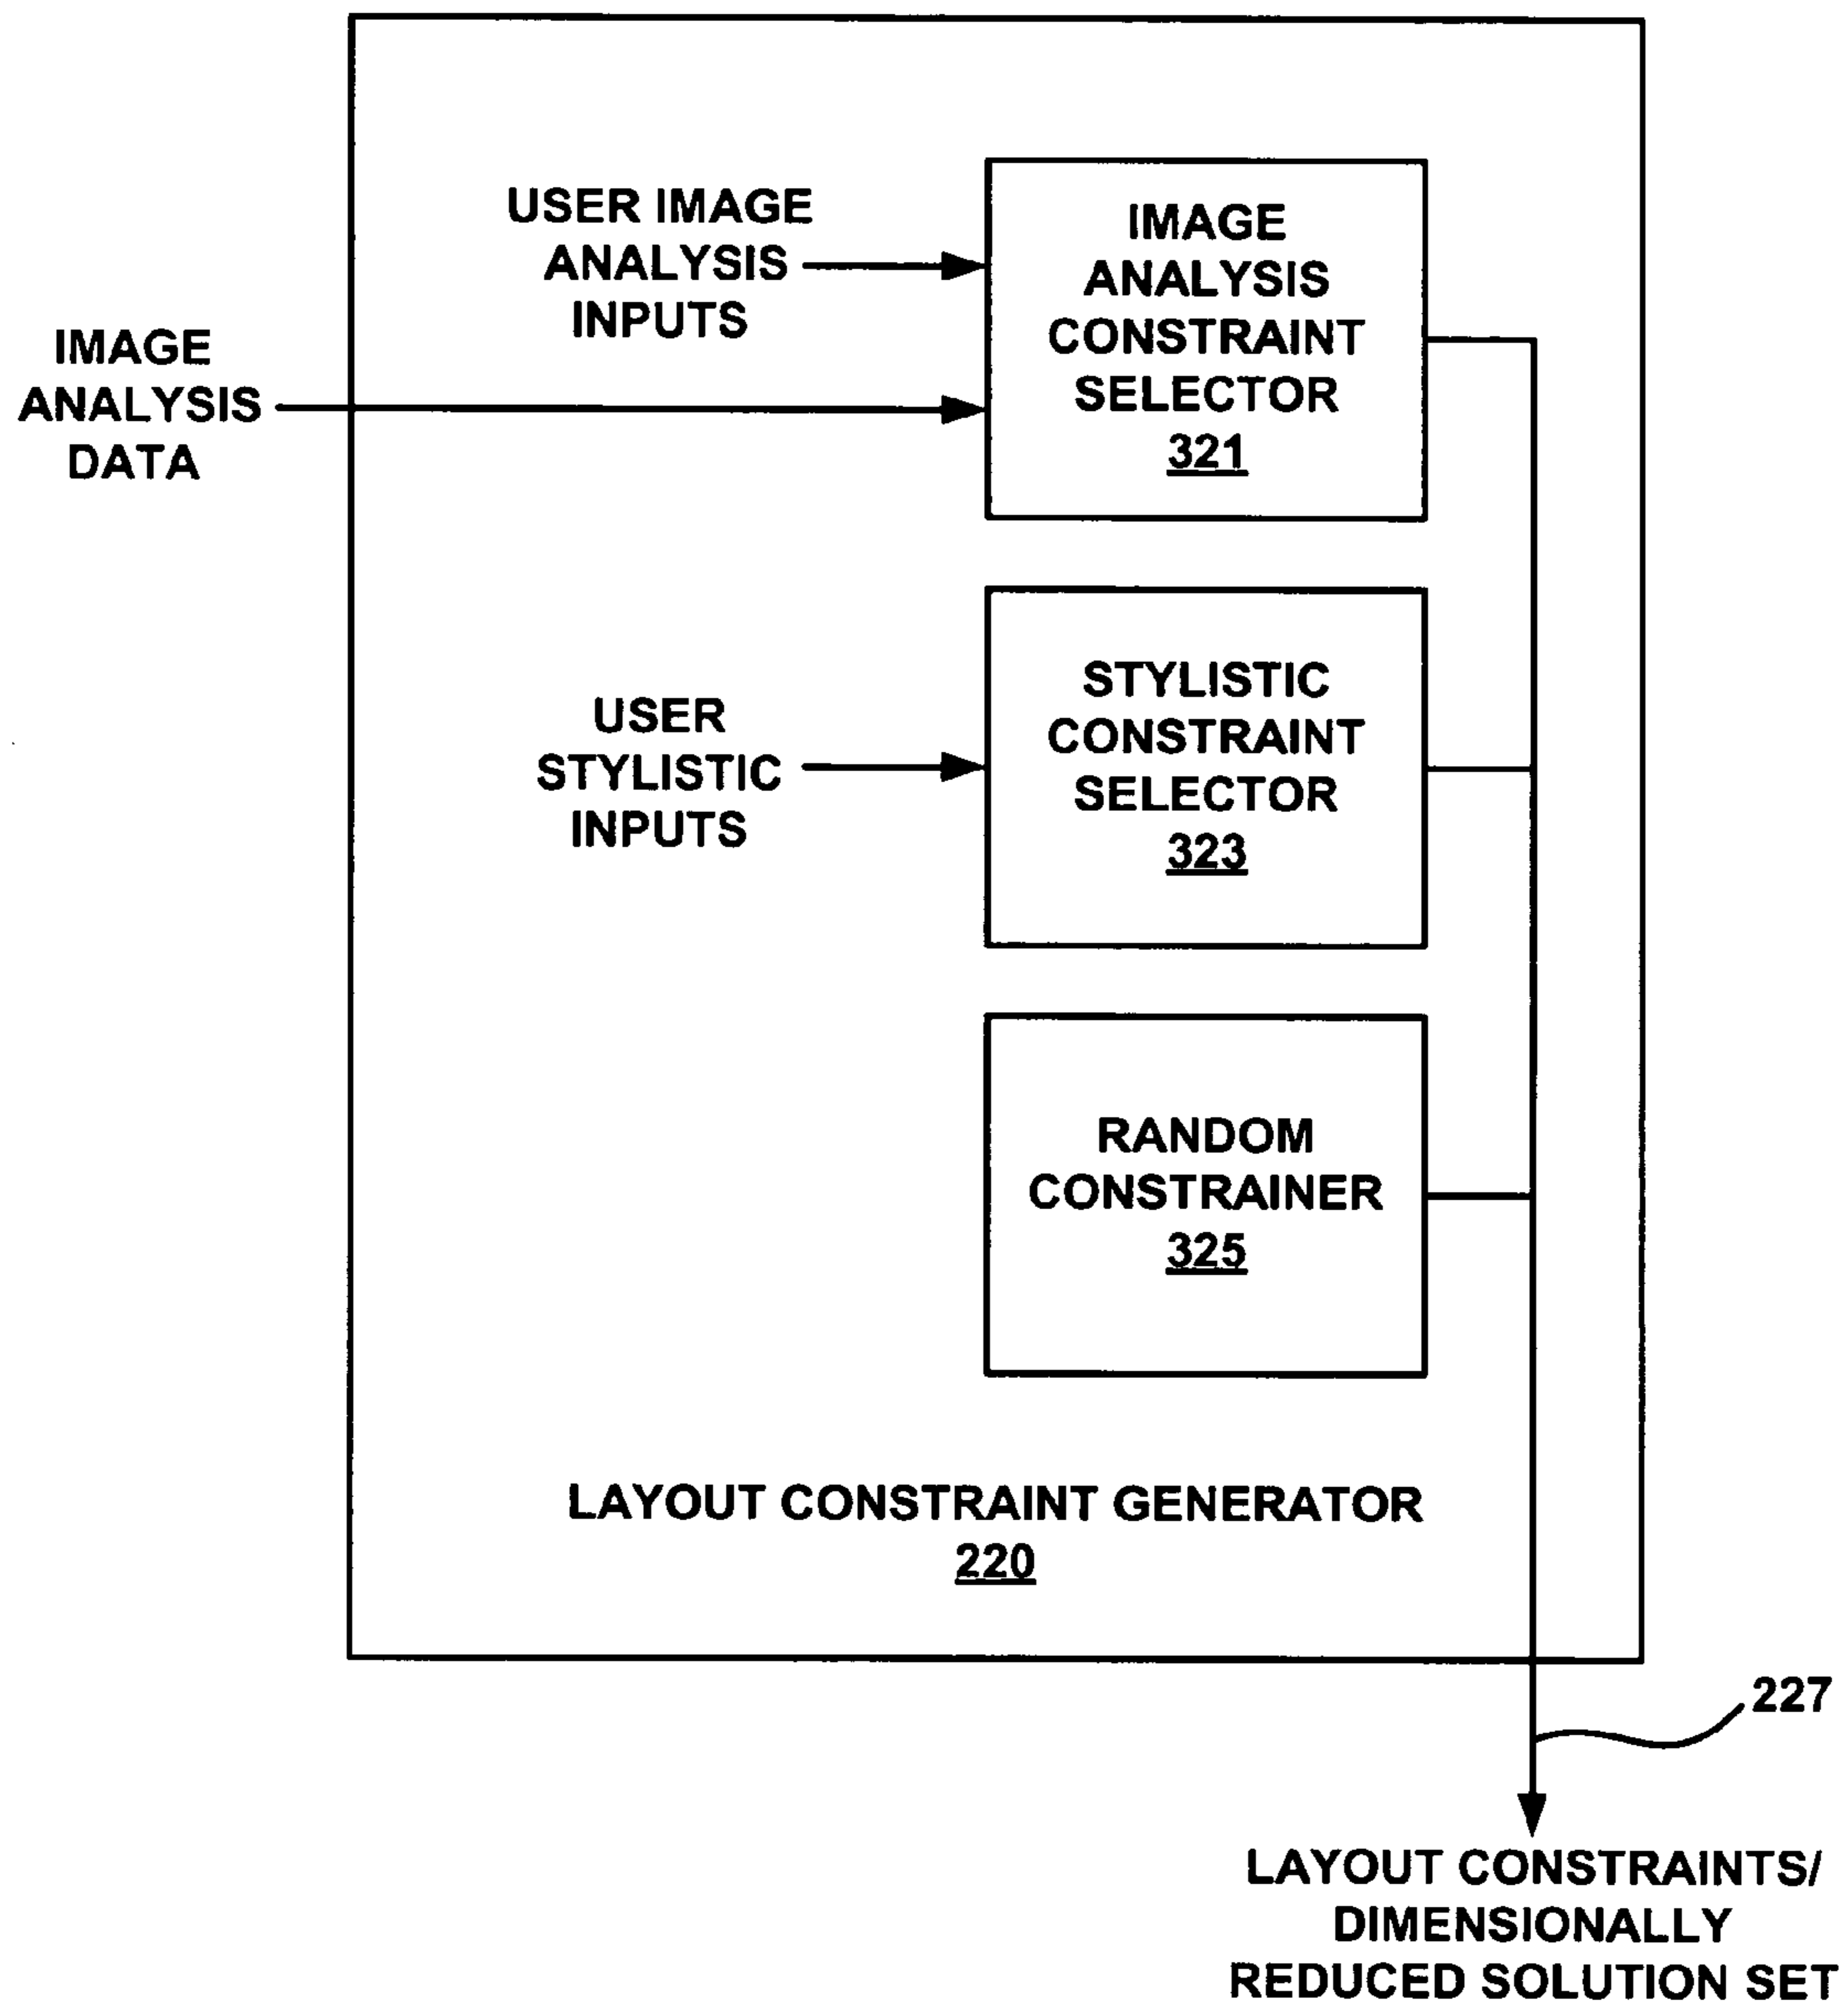 USER IMAGE
ANALYSIS
INPUTS
IMAGE
ANALYSIS
CONSTRAINT
SELECTOR
321
IMAGE
ANALYSIS
DATA
USER
STYLISTIC
INPUTS
STYLISTIC
CONSTRAINT
SELECTOR
323
RANDOM
CONSTRAINER
325
LAYOUT CONSTRAINT GENERATOR
220
227
LAYOUT CONSTRAINTS/
DIMENSIONALLY
REDUCED SOLUTION SET